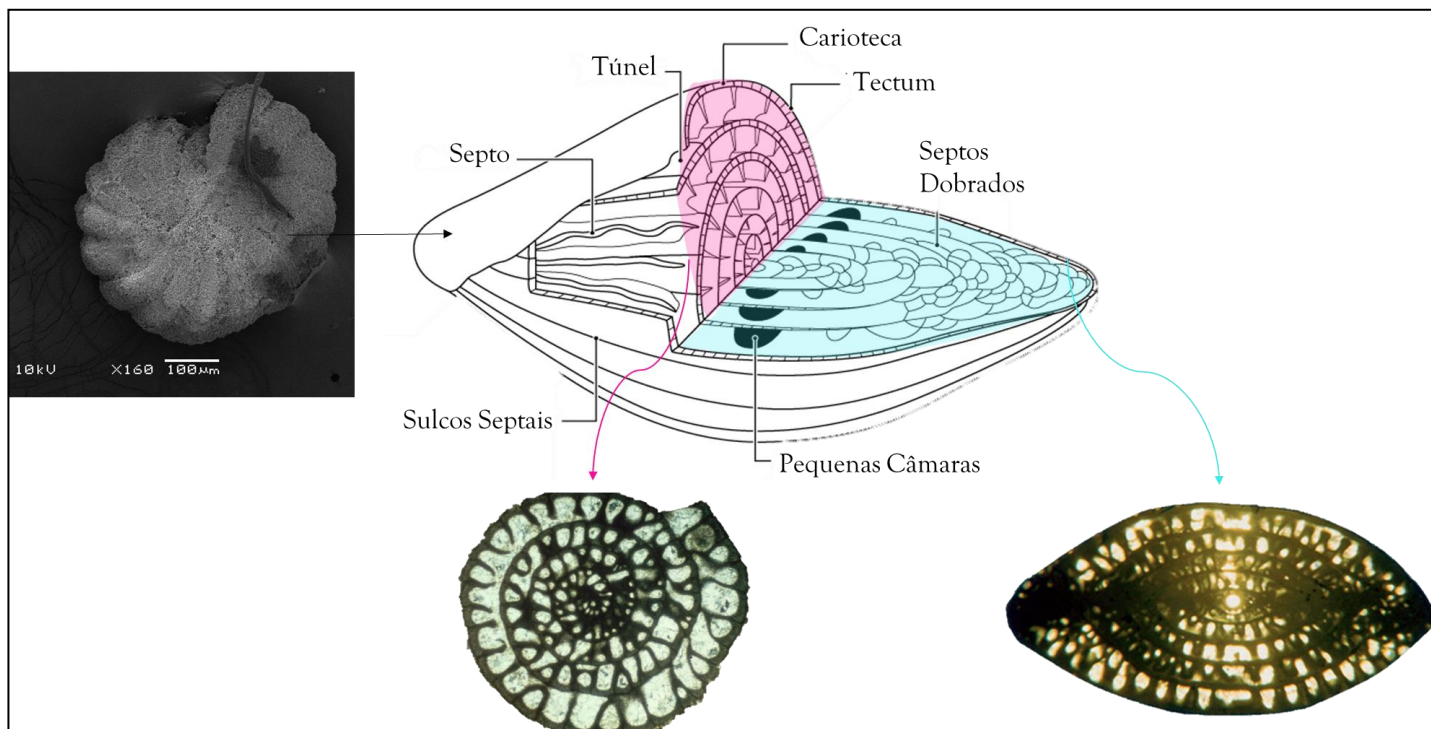 Carioteca
Túnel
Tectum
Septo
Septos
Dobrados
10kV X160 100µm
Sulcos Septais
Pequenas Câmaras